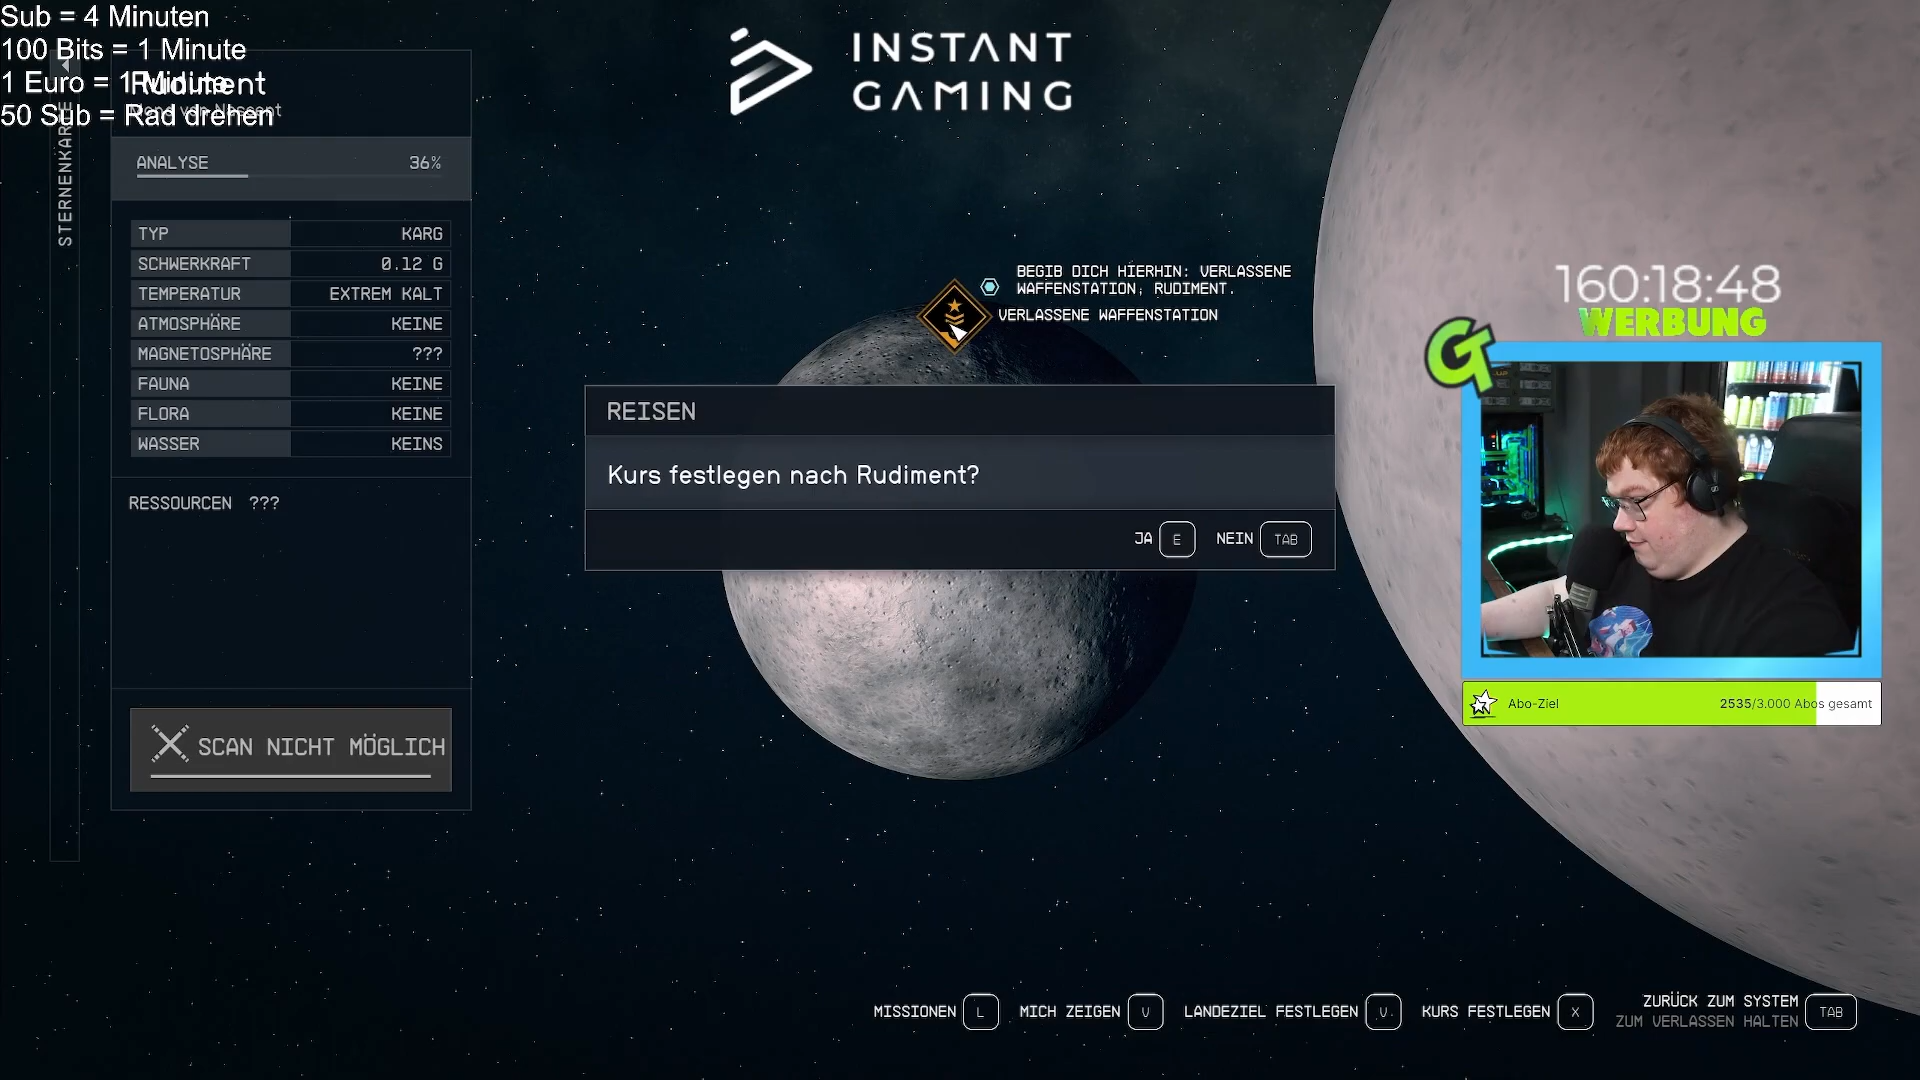 Sub = 4 Minuten
100 Bits = 1 Minute
1 Euro = 1 Minute
50 Sub = Rad drehen
Rudiment
STERNENKARTE
ANALYSE 36%
TYP KARG
SCHWERKRAFT 0.12 G
TEMPERATUR EXTREM KALT
ATMOSPHÄRE KEINE
MAGNETOSPHÄRE ???
FAUNA KEINE
FLORA KEINE
WASSER KEINS
RESSOURCEN ???
SCAN NICHT MÖGLICH
INSTANT
GAMING
BEGIB DICH HIERHIN: VERLASSENE
WAFFENSTATION, RUDIMENT.
VERLASSENE WAFFENSTATION
REISEN
Kurs festlegen nach Rudiment?
JA E NEIN TAB
160:18:48
WERBUNG
Abo-Ziel 2535/3.000 Abos gesamt
MISSIONEN L MICH ZEIGEN V LANDEZIEL FESTLEGEN V KURS FESTLEGEN X ZURÜCK ZUM SYSTEM
ZUM VERLASSEN HALTEN TAB